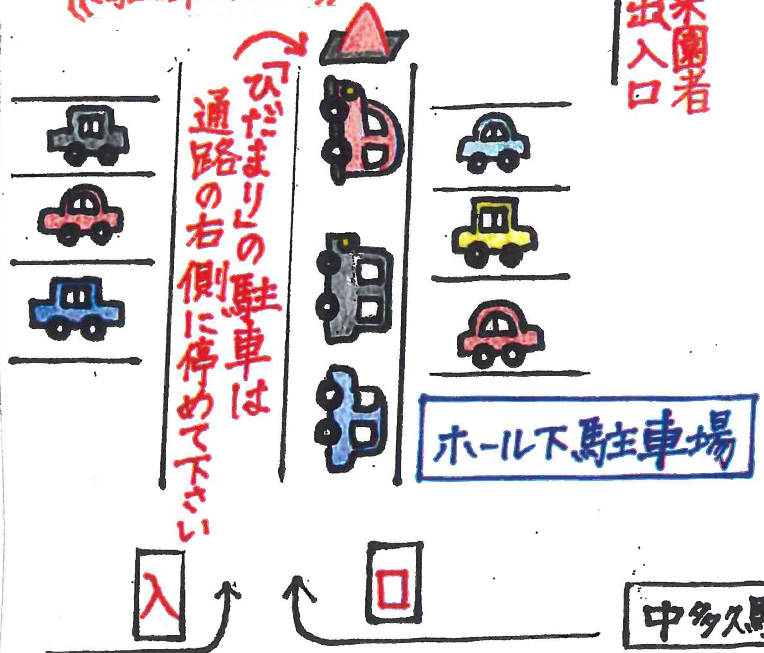 来園者
出入口
「ひだまり」の駐車は
通路の右側に停めて下さい
ホール下駐車場
入
口
中多久